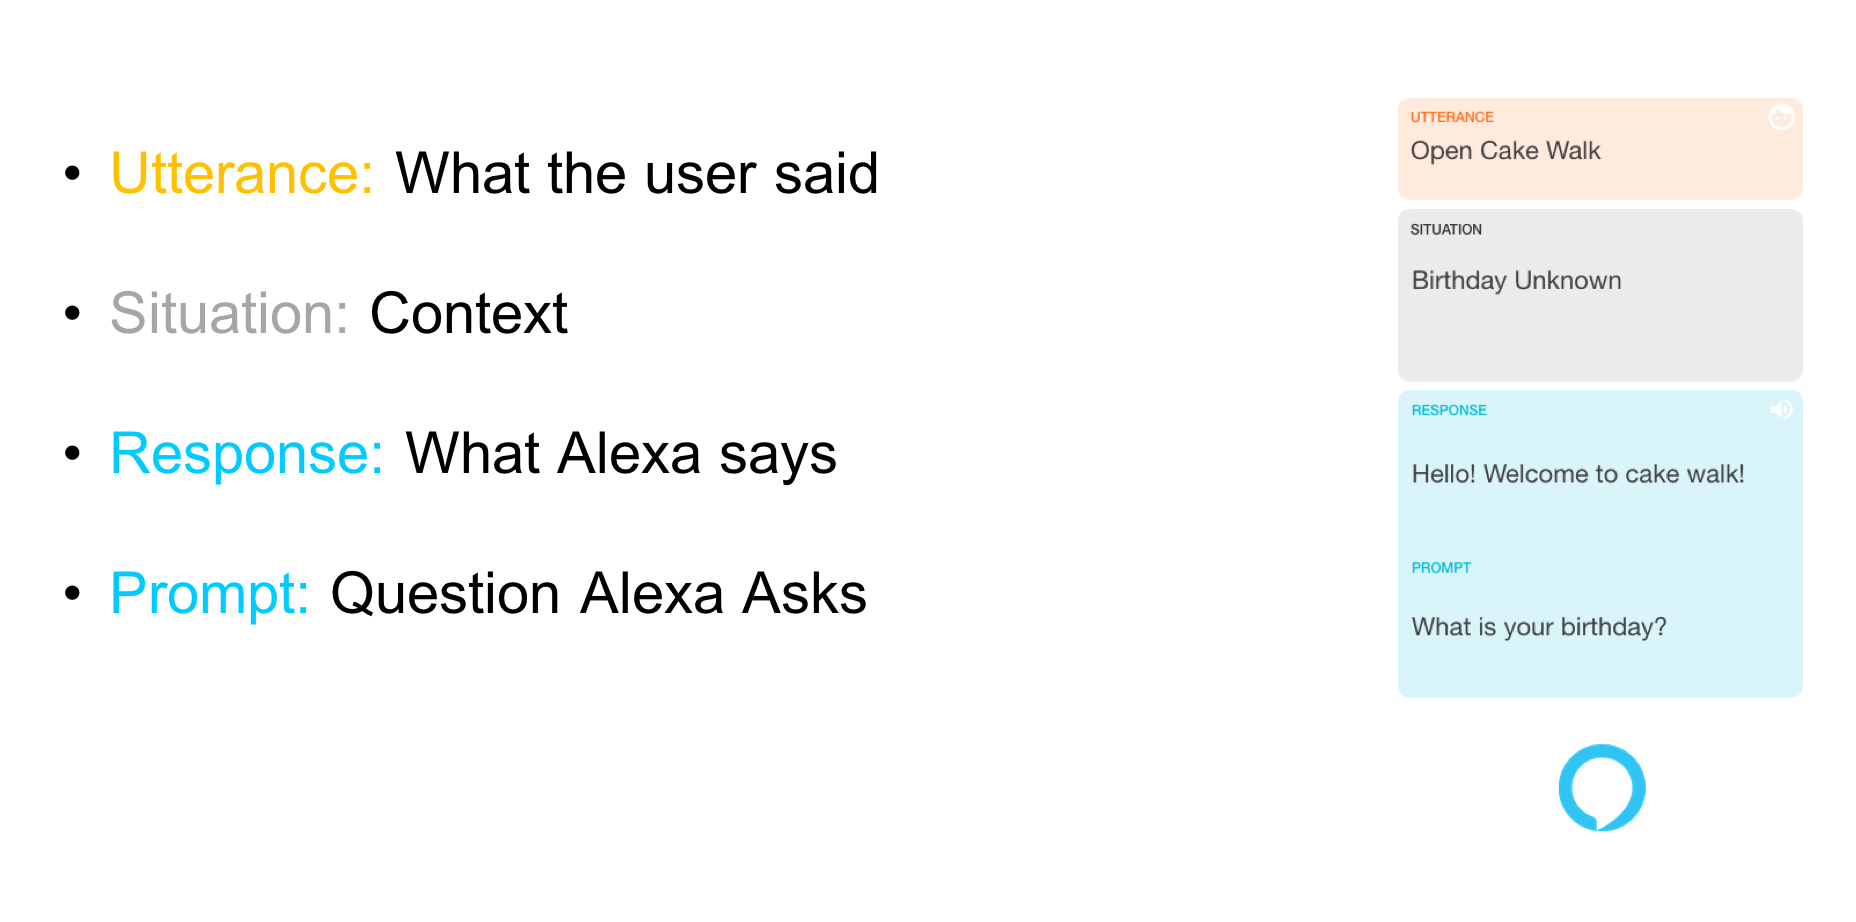 • Utterance: What the user said
• Situation: Context
• Response: What Alexa says
• Prompt: Question Alexa Asks
UTTERANCE
Open Cake Walk
SITUATION
Birthday Unknown
RESPONSE
Hello! Welcome to cake walk!
PROMPT
What is your birthday?